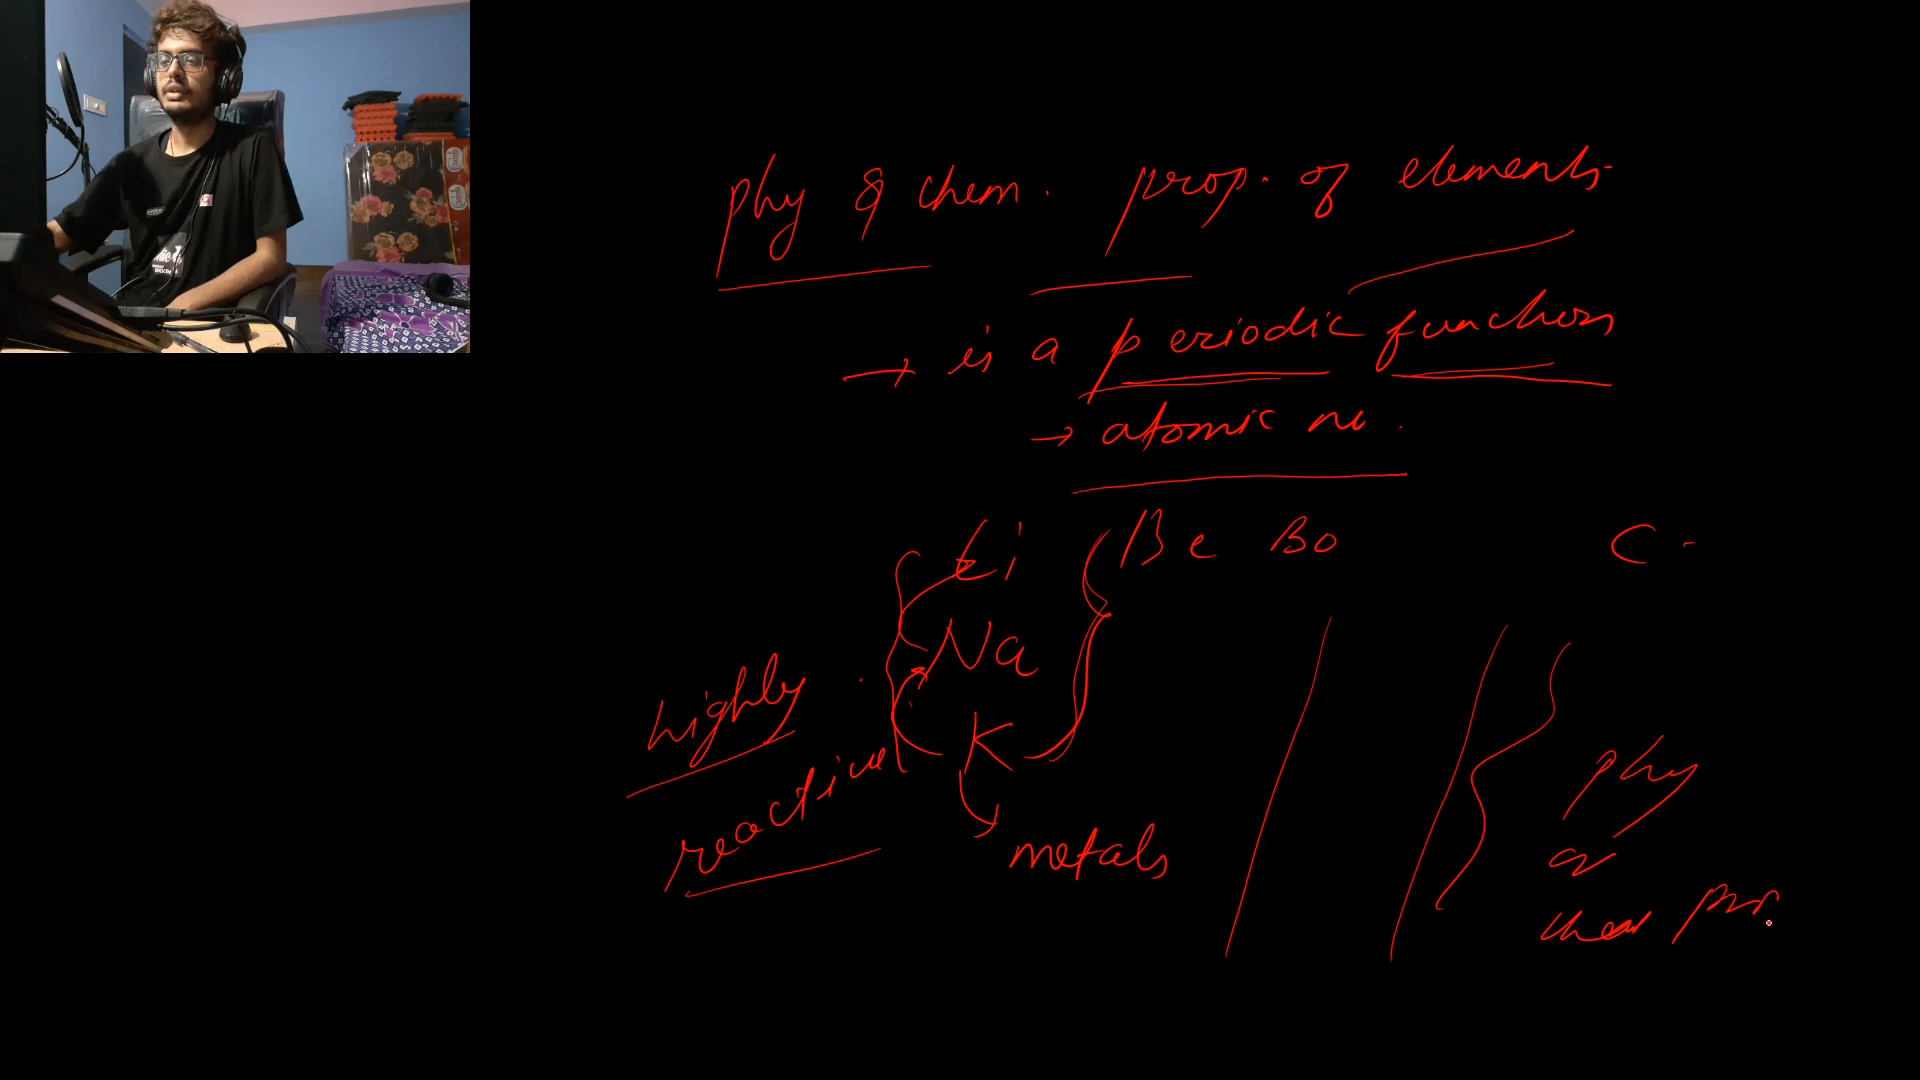 phy & chem. prop. of elements
→ is a periodic function
→ atomic no.
Li Be Bo C
Na
K
highly
reactive
metals
phy
or
chem pr